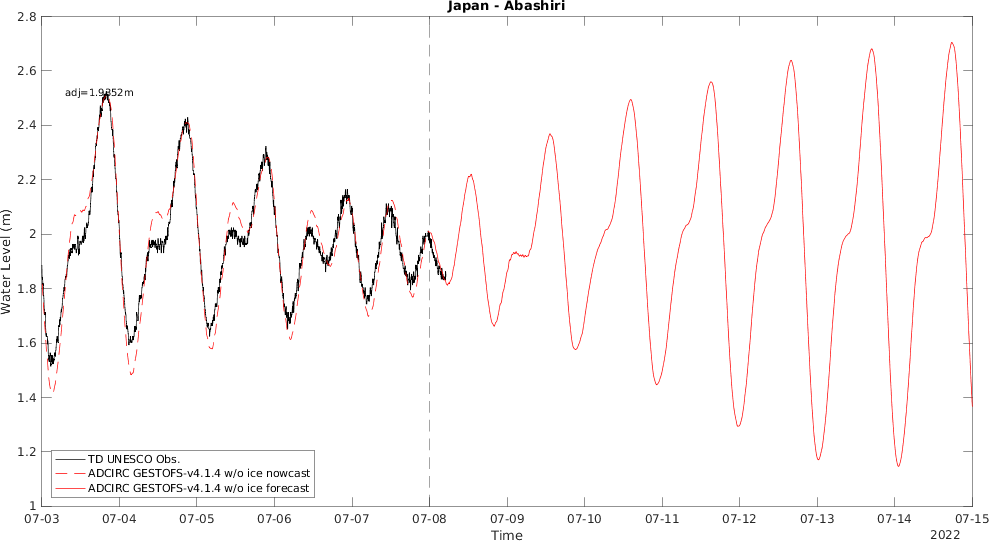 Japan - Abashiri
2.8
2.6
2.4
2.2
2
1.8
1.6
1.4
1.2
1
Water Level (m)
adj=1.9352m
TD UNESCO Obs.
ADCIRC GESTOFS-v4.1.4 w/o ice nowcast
ADCIRC GESTOFS-v4.1.4 w/o ice forecast
07-03 07-04 07-05 07-06 07-07 07-08 07-09 07-10 07-11 07-12 07-13 07-14 07-15
Time
2022